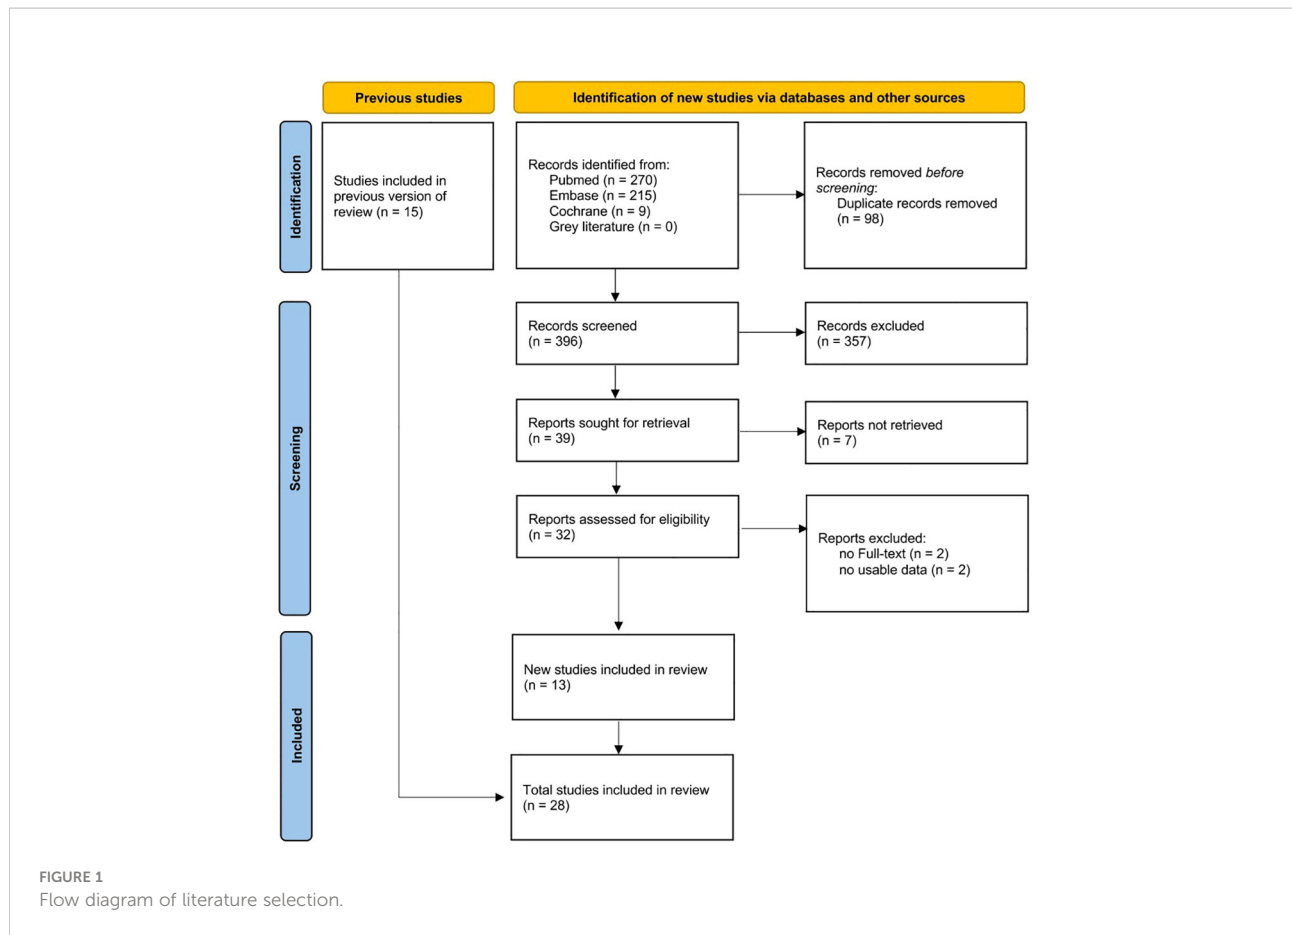 Previous studies
Identification of new studies via databases and other sources
Identification
Studies included in
previous version of
review (n = 15)
Records identified from:
Pubmed (n = 270)
Embase (n = 215)
Cochrane (n = 9)
Grey literature (n = 0)
Records removed before
screening:
Duplicate records removed
(n = 98)
Screening
Records screened
(n = 396)
Records excluded
(n = 357)
Reports sought for retrieval
(n = 39)
Reports not retrieved
(n = 7)
Reports assessed for eligibility
(n = 32)
Reports excluded:
no Full-text (n = 2)
no usable data (n = 2)
Included
New studies included in review
(n = 13)
Total studies included in review
(n = 28)
FIGURE 1
Flow diagram of literature selection.